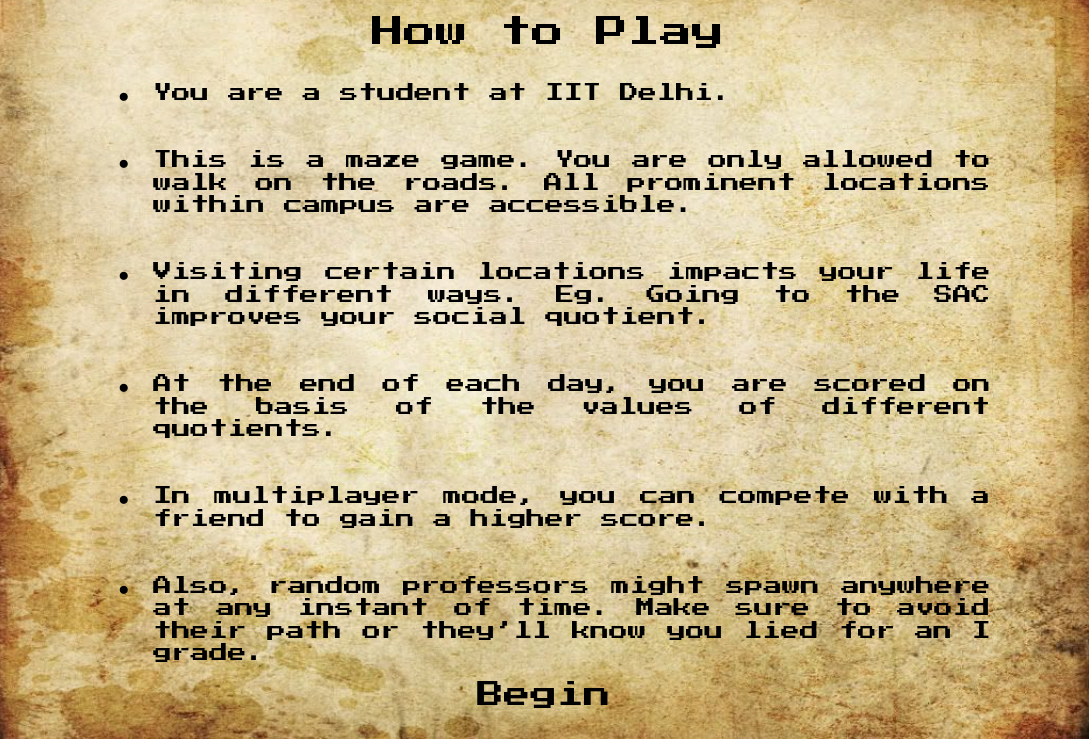 How to Play
• You are a student at IIT Delhi.
• This is a maze game. You are only allowed to
walk on the roads. All prominent locations
within campus are accessible.
• Visiting certain locations impacts your life
in different ways. Eg. Going to the SAC
improves your social quotient.
• At the end of each day, you are scored on
the basis of the values of different
quotients.
• In multiplayer mode, you can compete with a
friend to gain a higher score.
• Also, random professors might spawn anywhere
at any instant of time. Make sure to avoid
their path or they'll know you lied for an I
grade.
Begin